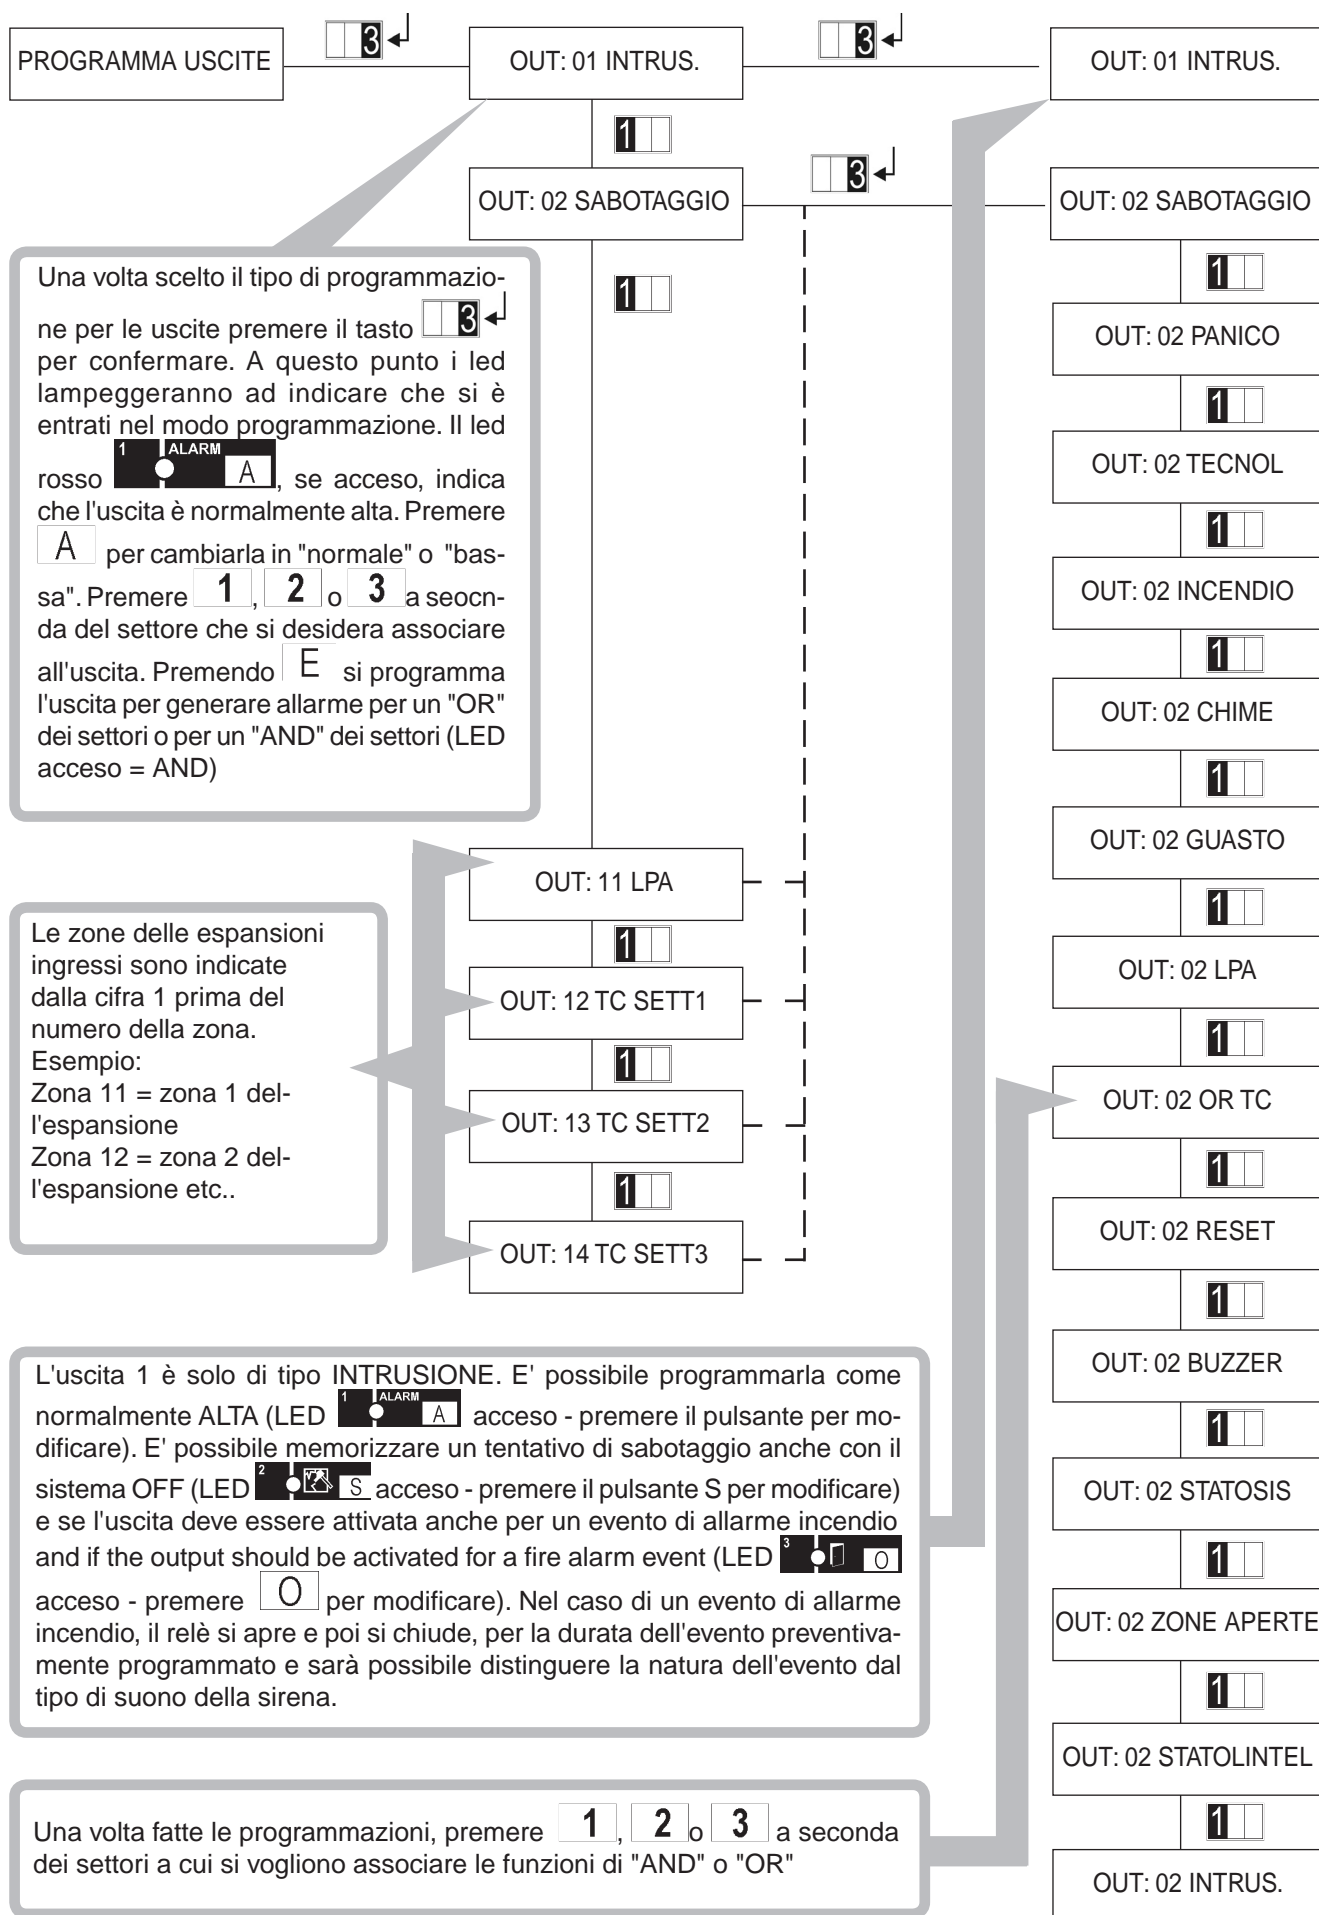 PROGRAMMA USCITE
3
OUT: 01 INTRUS.
3
OUT: 01 INTRUS.
1
OUT: 02 SABOTAGGIO
3
OUT: 02 SABOTAGGIO
1
1
Una volta scelto il tipo di programmazio-
ne per le uscite premere il tasto 3
per confermare. A questo punto i led
lampeggeranno ad indicare che si è
entrati nel modo programmazione. Il led
rosso 1 ALARM A, se acceso, indica
che l'uscita è normalmente alta. Premere
A per cambiarla in "normale" o "bas-
sa". Premere 1, 2 o 3 a seocn-
da del settore che si desidera associare
all'uscita. Premendo E si programma
l'uscita per generare allarme per un "OR"
dei settori o per un "AND" dei settori (LED
acceso = AND)
OUT: 11 LPA
1
OUT: 12 TC SETT1
1
OUT: 13 TC SETT2
1
OUT: 14 TC SETT3
Le zone delle espansioni
ingressi sono indicate
dalla cifra 1 prima del
numero della zona.
Esempio:
Zona 11 = zona 1 del-
l'espansione
Zona 12 = zona 2 del-
l'espansione etc..
OUT: 02 PANICO
1
OUT: 02 TECNOL
1
OUT: 02 INCENDIO
1
OUT: 02 CHIME
1
OUT: 02 GUASTO
1
OUT: 02 LPA
1
OUT: 02 OR TC
1
OUT: 02 RESET
1
OUT: 02 BUZZER
1
OUT: 02 STATOSIS
1
OUT: 02 ZONE APERTE
1
OUT: 02 STATOLINTEL
1
OUT: 02 INTRUS.
L'uscita 1 è solo di tipo INTRUSIONE. E' possibile programmarla come
normalmente ALTA (LED 1 ALARM A acceso - premere il pulsante per mo-
dificare). E' possibile memorizzare un tentativo di sabotaggio anche con il
sistema OFF (LED 2 S acceso - premere il pulsante S per modificare)
e se l'uscita deve essere attivata anche per un evento di allarme incendio
and if the output should be activated for a fire alarm event (LED 3 O
acceso - premere O per modificare). Nel caso di un evento di allarme
incendio, il relè si apre e poi si chiude, per la durata dell'evento preventiva-
mente programmato e sarà possibile distinguere la natura dell'evento dal
tipo di suono della sirena.
Una volta fatte le programmazioni, premere 1, 2 o 3 a seconda
dei settori a cui si vogliono associare le funzioni di "AND" o "OR"